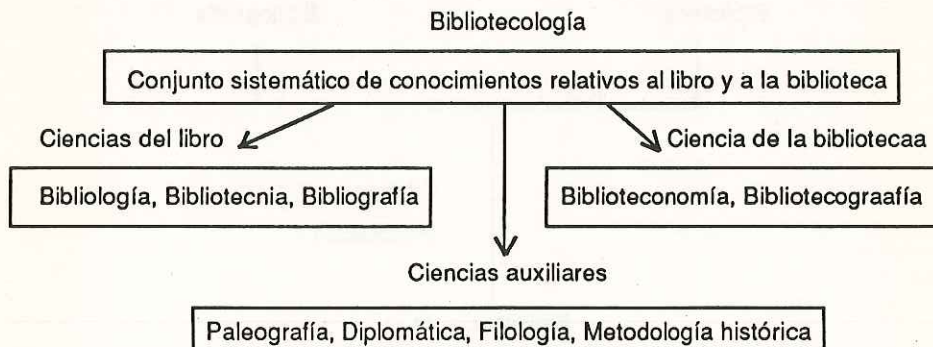 Bibliotecología
Conjunto sistemático de conocimientos relativos al libro y a la biblioteca
Ciencias del libro
Ciencia de la bibliotecaa
Bibliología, Bibliotecnia, Bibliografía
Biblioteconomía, Bibliotecograafía
Ciencias auxiliares
Paleografía, Diplomática, Filología, Metodología histórica